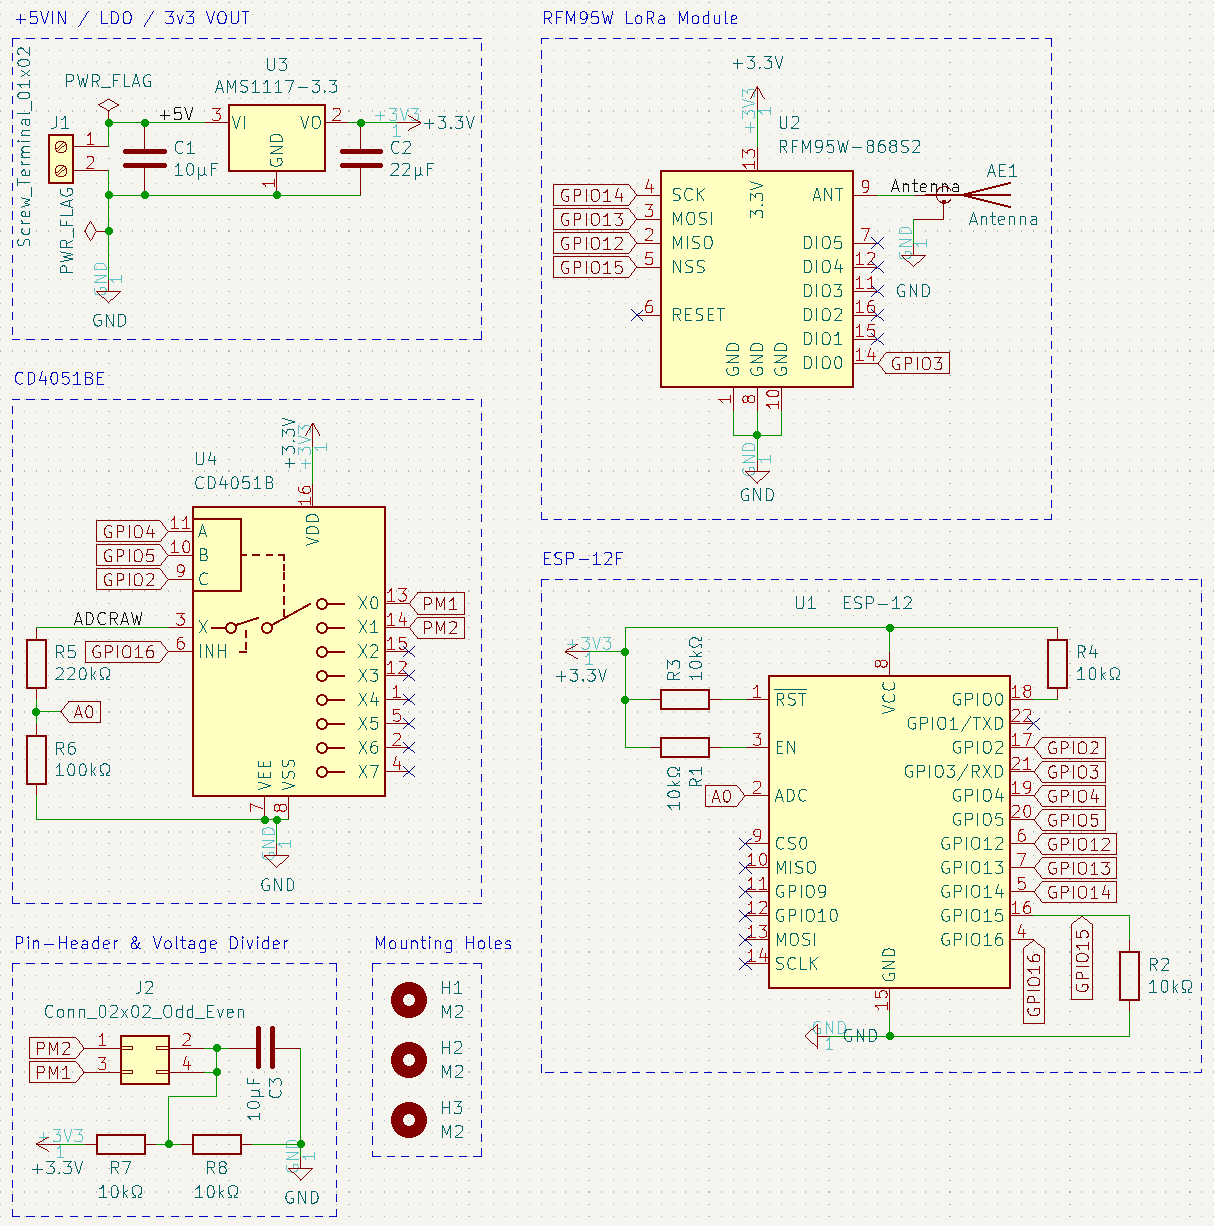 +5VIN / LDO / 3v3 VOUT
Screw_Terminal_01x02
PWR_FLAG
J1
1
2
PWR_FLAG
GND
1
GND
+5V
C1
10µF
U3
AMS1117-3.3
3
VI
VO
2
GND
1
+3V3
1
+3.3V
C2
22µF
RFM95W LoRa Module
+3.3V
+3V3
1
U2
RFM95W-868S2
13
3.3V
GPIO14
4
SCK
GPIO13
3
MOSI
GPIO12
2
MISO
GPIO15
5
NSS
6
RESET
ANT
9
Antenna
AE1
Antenna
GND
1
GND
DIO5
7
DIO4
12
DIO3
11
DIO2
16
DIO1
15
DIO0
14
GPIO3
GND
GND
GND
1
8
10
GND
1
GND
CD4051BE
+3.3V
+3V3
1
U4
CD4051B
16
VDD
GPIO4
11
A
GPIO5
10
B
GPIO2
9
C
ADCRAW
3
X
GPIO16
6
INH
R5
220kΩ
A0
R6
100kΩ
X0
13
PM1
X1
14
PM2
X2
15
X3
12
X4
1
X5
5
X6
2
X7
4
VEE
VSS
7
8
GND
1
GND
ESP-12F
U1
ESP-12
+3V3
1
+3.3V
R3
10kΩ
R1
10kΩ
8
VCC
R4
10kΩ
1
RST
3
EN
A0
2
ADC
9
CS0
10
MISO
11
GPIO9
12
GPIO10
13
MOSI
14
SCLK
GPIO0
18
GPIO1/TXD
22
GPIO2
17
GPIO2
GPIO3/RXD
21
GPIO3
GPIO4
19
GPIO4
GPIO5
20
GPIO5
GPIO12
6
GPIO12
GPIO13
7
GPIO13
GPIO14
5
GPIO14
GPIO15
16
GPIO15
GPIO16
4
GPIO16
R2
10kΩ
GND
15
GND
1
GND
Pin-Header & Voltage Divider
J2
Conn_02x02_Odd_Even
PM2
1
2
PM1
3
4
10µF
C3
+3V3
1
+3.3V
R7
10kΩ
R8
10kΩ
GND
1
GND
Mounting Holes
H1
M2
H2
M2
H3
M2